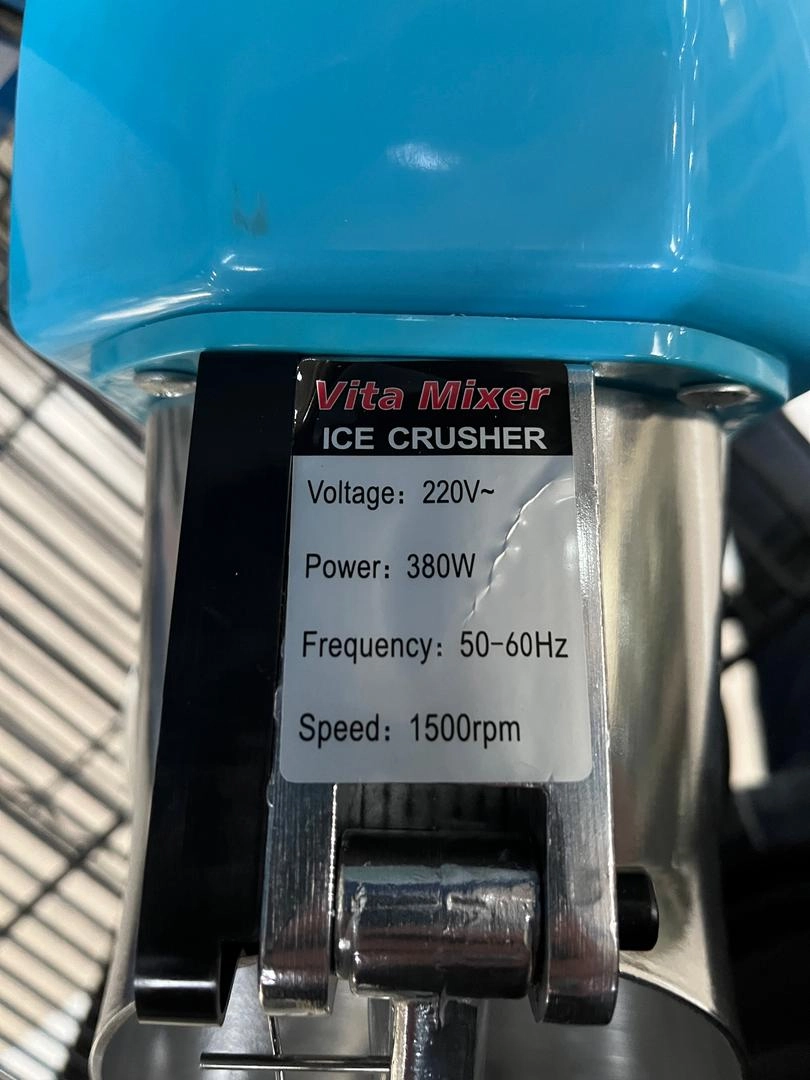 Vita Mixer
ICE CRUSHER
Voltage: 220V~
Power: 380W
Frequency: 50-60Hz
Speed: 1500rpm